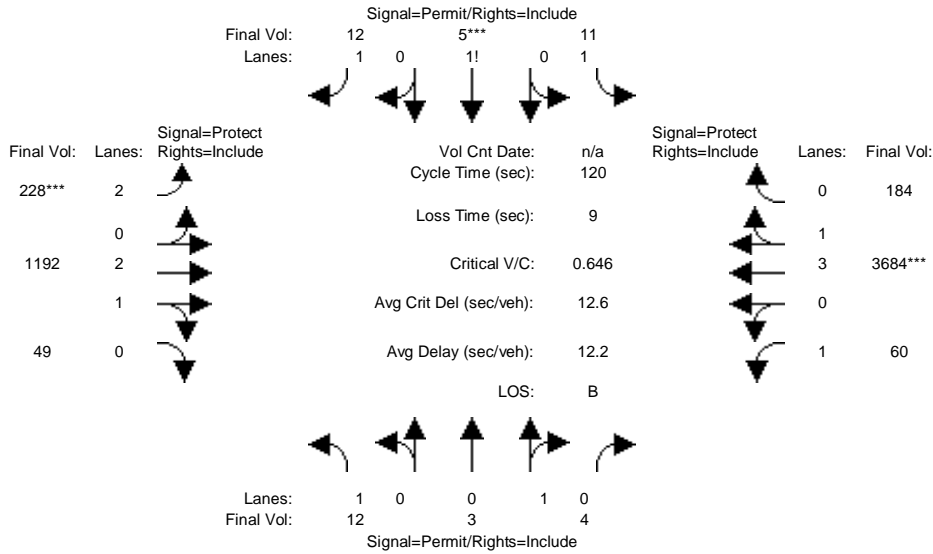 Signal=Permit/Rights=Include
Final Vol: 12 5*** 11
Lanes: 1 0 1! 0 1
Signal=Protect Signal=Protect
Final Vol: Lanes: Rights=Include Vol Cnt Date: n/a Rights=Include Lanes: Final Vol:
Cycle Time (sec): 120
228*** 2 0 184
Loss Time (sec): 9
0 1
1192 2 Critical V/C: 0.646 3 3684***
1 Avg Crit Del (sec/veh): 12.6 0
49 0 Avg Delay (sec/veh): 12.2 1 60
LOS: B
Lanes: 1 0 0 1 0
Final Vol: 12 3 4
Signal=Permit/Rights=Include